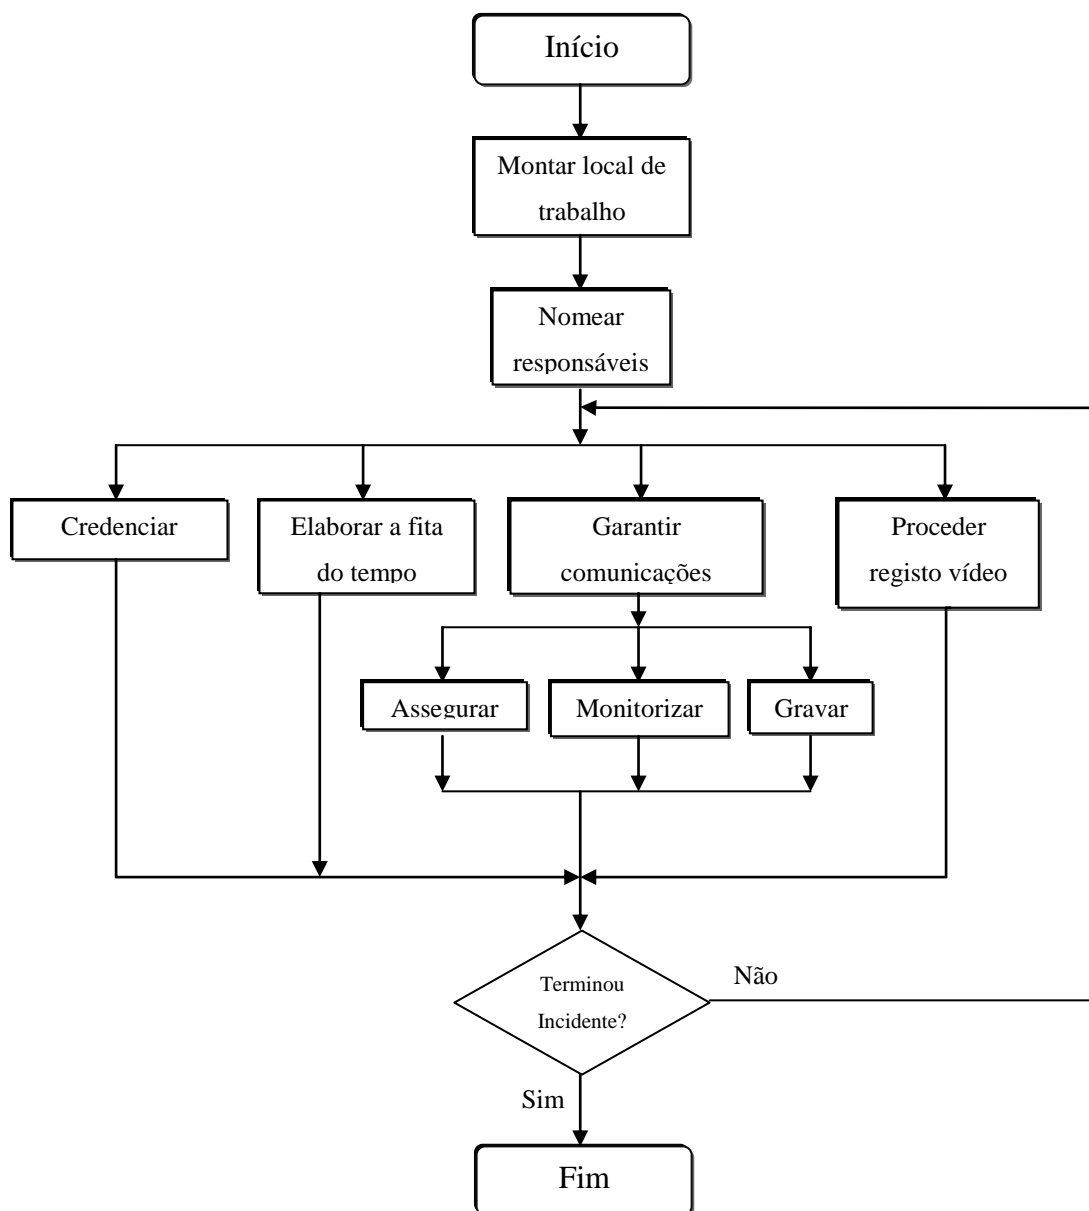 Início
Montar local de
trabalho
Nomear
responsáveis
Credenciar
Elaborar a fita
do tempo
Garantir
comunicações
Proceder
registo vídeo
Assegurar
Monitorizar
Gravar
Terminou
Incidente?
Não
Sim
Fim